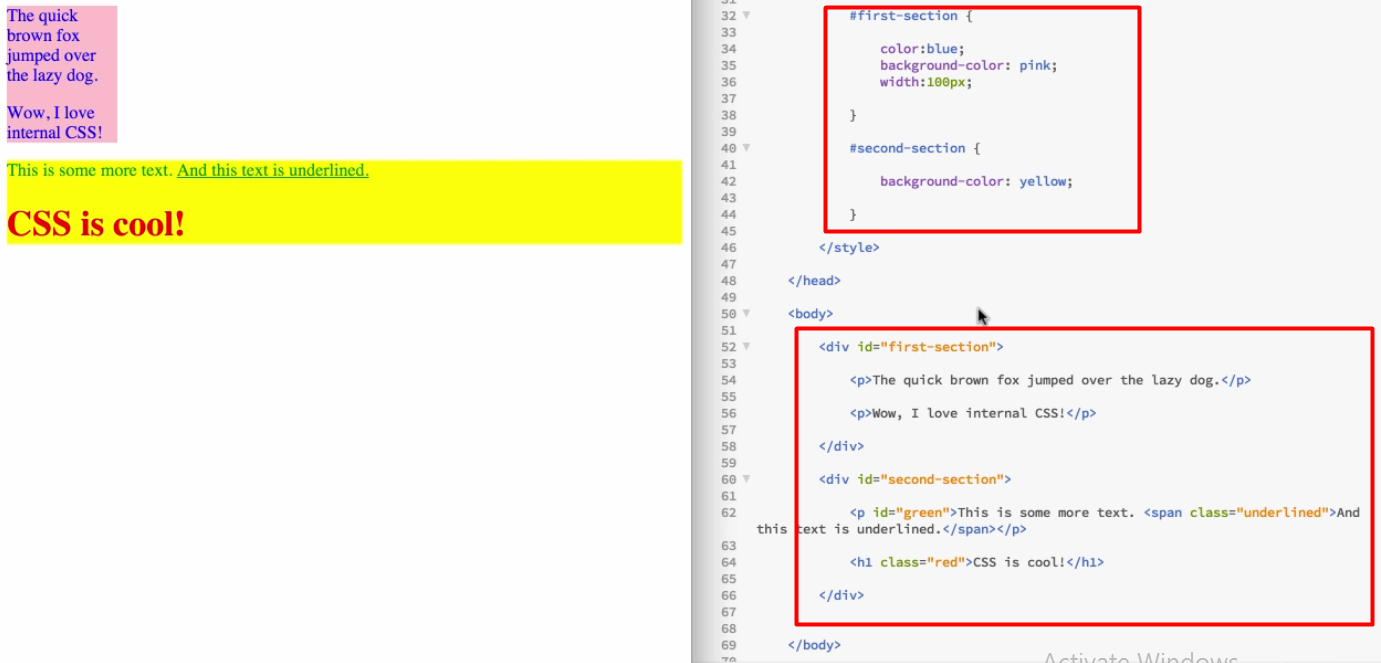 The quick
brown fox
jumped over
the lazy dog.
Wow, I love
internal CSS!
This is some more text. And this text is underlined.
CSS is cool!
32 #first-section {
33
34 color:blue;
35 background-color: pink;
36 width:100px;
37
38 }
39
40 #second-section {
41
42 background-color: yellow;
43
44 }
45
46 </style>
47
48 </head>
49
50 <body>
51
52 <div id="first-section">
53
54 <p>The quick brown fox jumped over the lazy dog.</p>
55
56 <p>Wow, I love internal CSS!</p>
57
58 </div>
59
60 <div id="second-section">
61
62 <p id="green">This is some more text. <span class="underlined">And
this text is underlined.</span></p>
63
64 <h1 class="red">CSS is cool!</h1>
65
66 </div>
67
68
69 </body>
Activate Windows